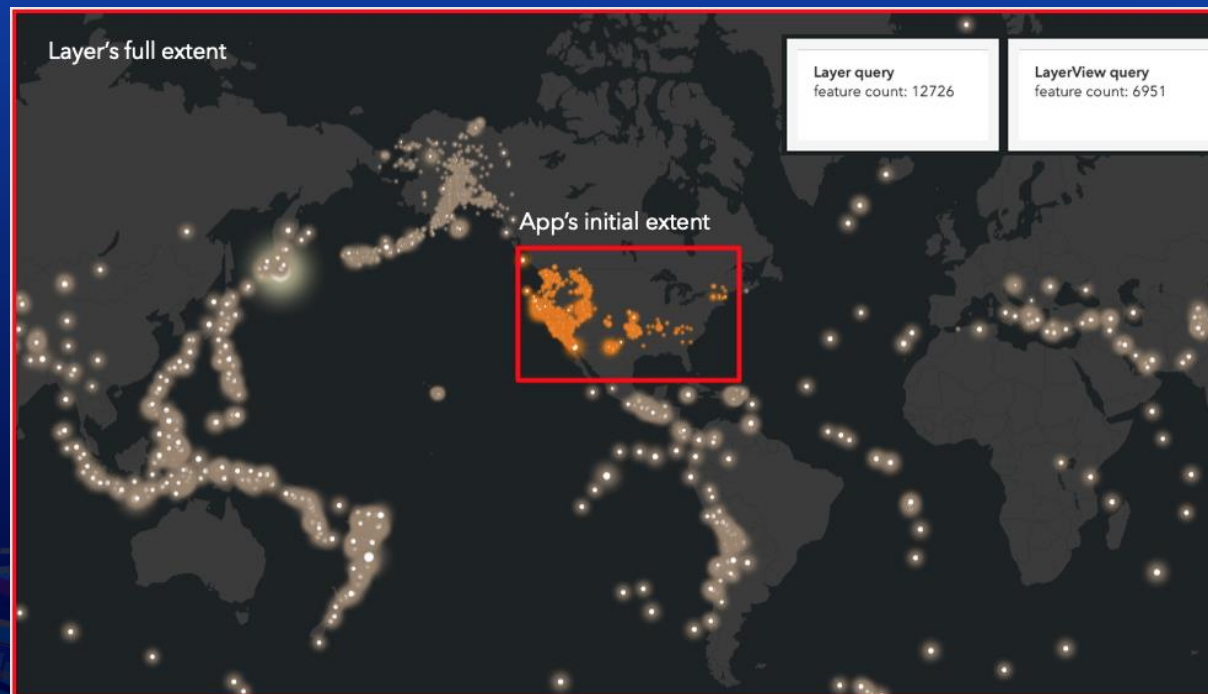 Layer's full extent
Layer query
feature count: 12726
LayerView query
feature count: 6951
App's initial extent